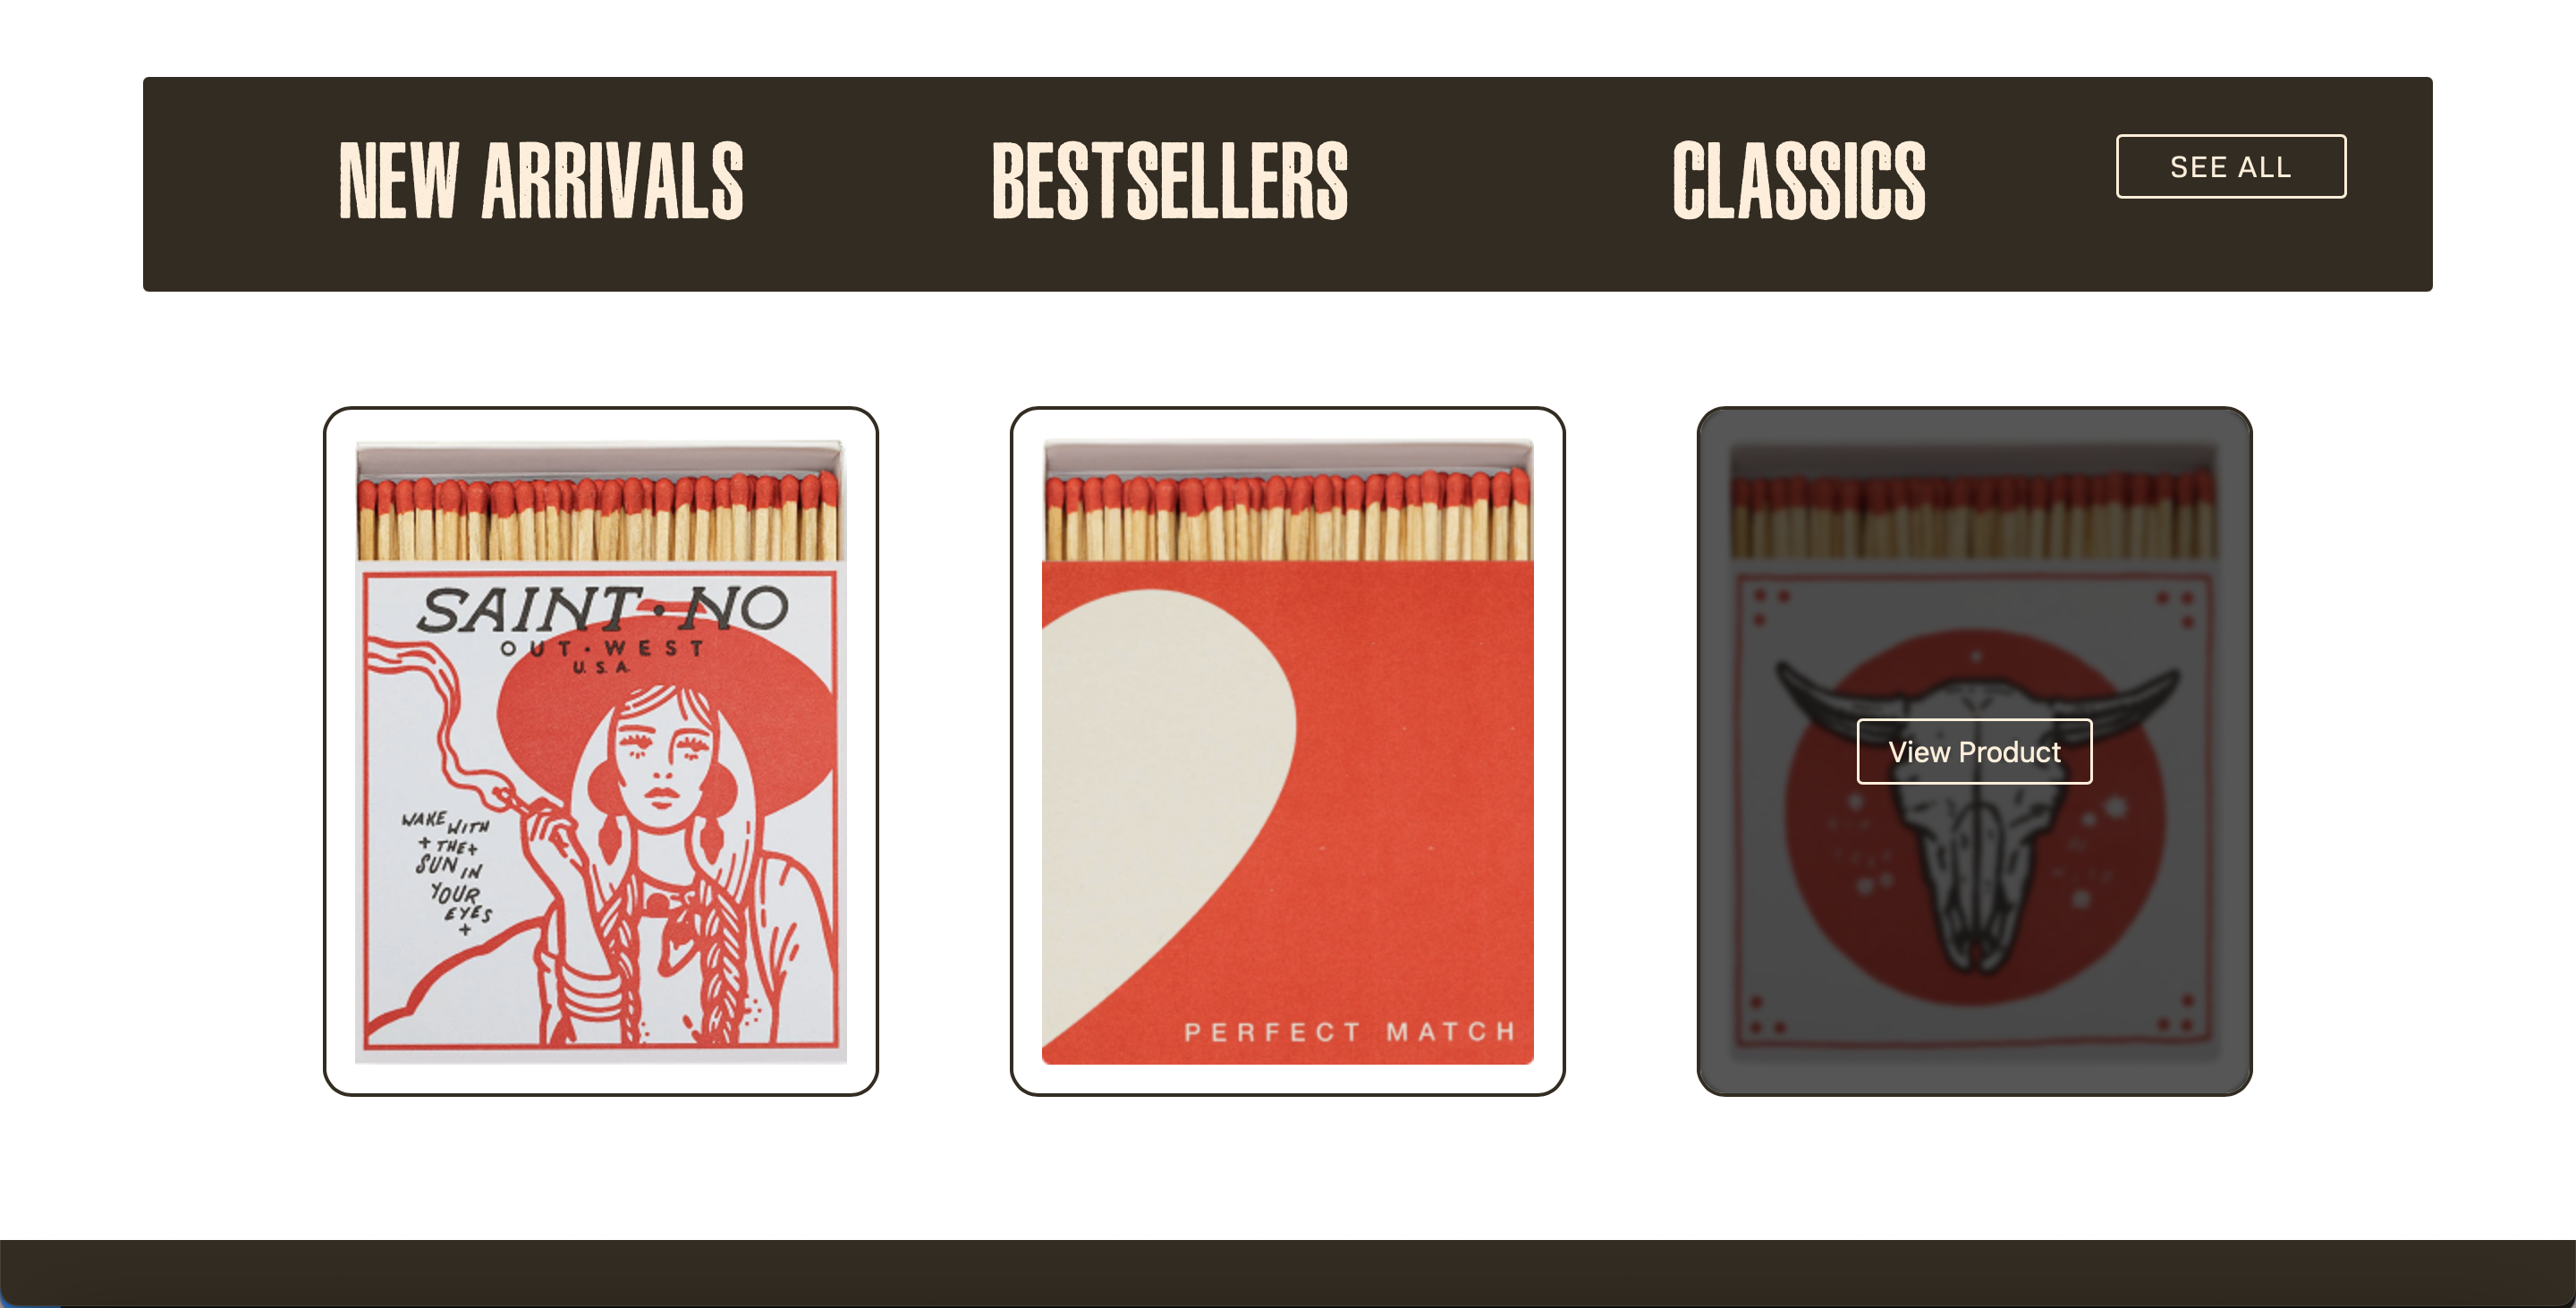 NEW ARRIVALS
BESTSELLERS
CLASSICS
SEE ALL
SAINT·NO
OUT·WEST
U.S.A.
WAKE WITH
+ THE +
SUN IN
YOUR
EYES
+
PERFECT MATCH
View Product